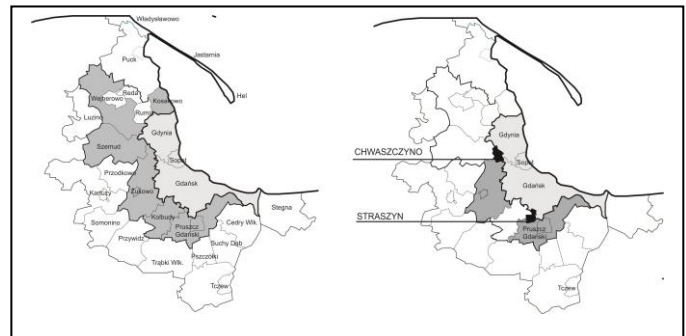 Władysławowo
Puck
Jastarnia
Hel
Reda
Wejherowo
Kosakowo
Rumia
Luzino
Gdynia
Szemud
Sopot
Przodkowo
Gdańsk
Kartuzy
Żukowo
Stegna
Somonino
Kolbudy
Cedry Wlk.
Pruszcz
Gdański
Przywidz
Suchy Dąb
Pszczółki
Trąbki Wlk.
Tczew
Gdynia
CHWASZCZYNO
Sopot
Gdańsk
STRASZYN
Pruszcz
Gdański
Tczew